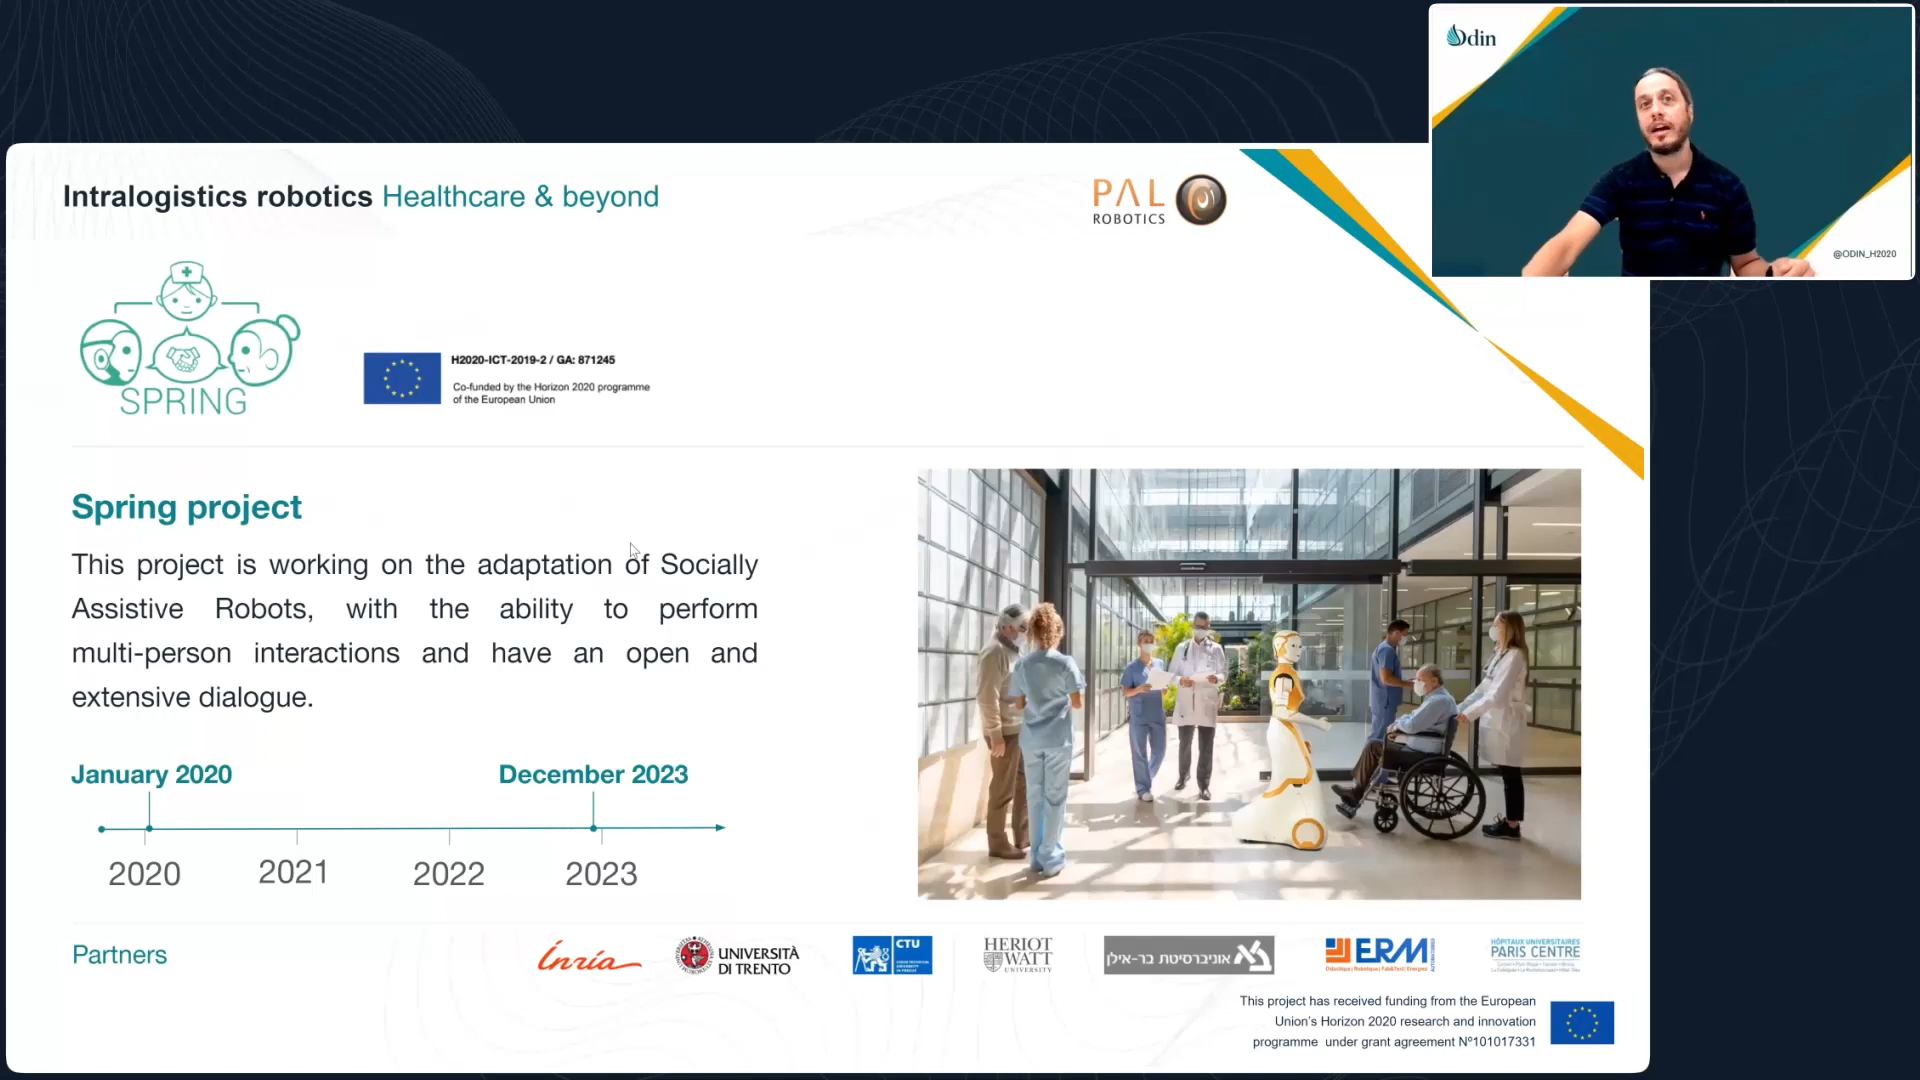 Odin
@ODIN_H2020
Intralogistics robotics Healthcare & beyond
PAL
ROBOTICS
SPRING
H2020-ICT-2019-2 / GA: 871245
Co-funded by the Horizon 2020 programme
of the European Union
Spring project
This project is working on the adaptation of Socially
Assistive Robots, with the ability to perform
multi-person interactions and have an open and
extensive dialogue.
January 2020
December 2023
2020
2021
2022
2023
Partners
Inria
UNIVERSITÀ
DI TRENTO
CTU
HERIOT
WATT
UNIVERSITY
אוניברסיטת בר-אילן
ERM
HÔPITAUX UNIVERSITAIRES
PARIS CENTRE
This project has received funding from the European
Union's Horizon 2020 research and innovation
programme under grant agreement Nº101017331